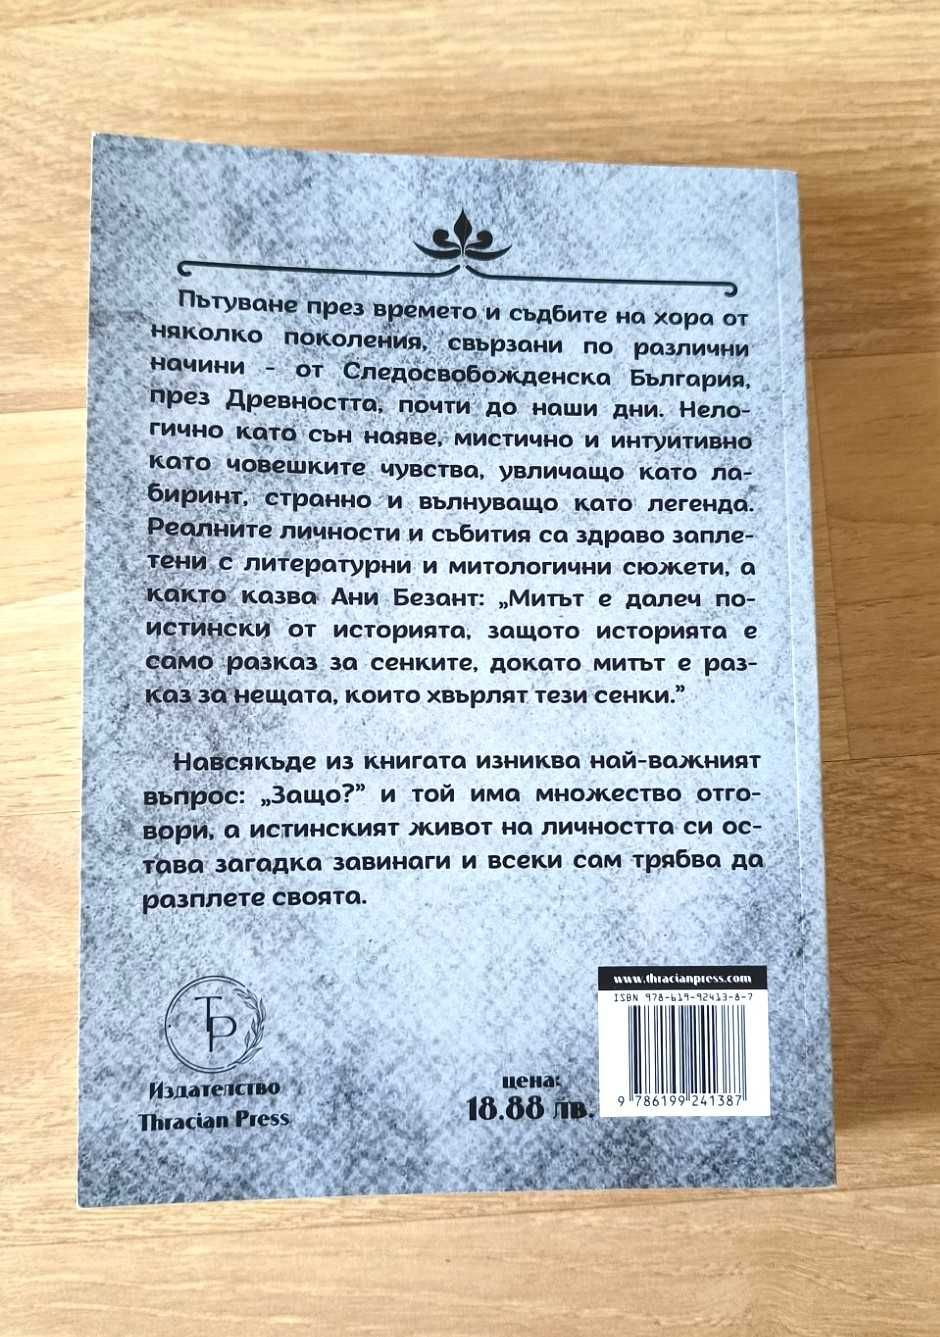 Пътуване през времето и съдбите на хора от
няколко поколения, свързани по различни
начини - от Следосвобожденска България,
през Древността, почти до наши дни. Нело-
гично като сън наяве, мистично и интуитивно
като човешките чувства, увличащо като ла-
биринт, странно и вълнуващо като легенда.
Реалните личности и събития са здраво запле-
тени с литературни и митологични сюжети, а
както казва Ани Безант: „Митът е далеч по-
истински от историята, защото историята е
само разказ за сенките, докато митът е раз-
каз за нещата, които хвърлят тези сенки.”
Навсякъде из книгата изниква най-важният
въпрос: „Защо?” и той има множество отго-
вори, а истинският живот на личността си ос-
тава загадка завинаги и всеки сам трябва да
разплете своята.
TP
Издателство
Thracian Press
цена:
18.88 лв.
www.thracianpress.com
ISBN 978-619-92413-8-7
9 786199 241387